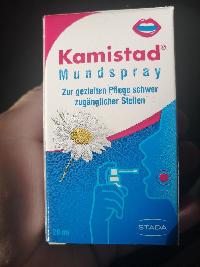 Kamistad®
Mundspray
Zur gezielten Pflege schwer
zugänglicher Stellen
20 ml
STADA